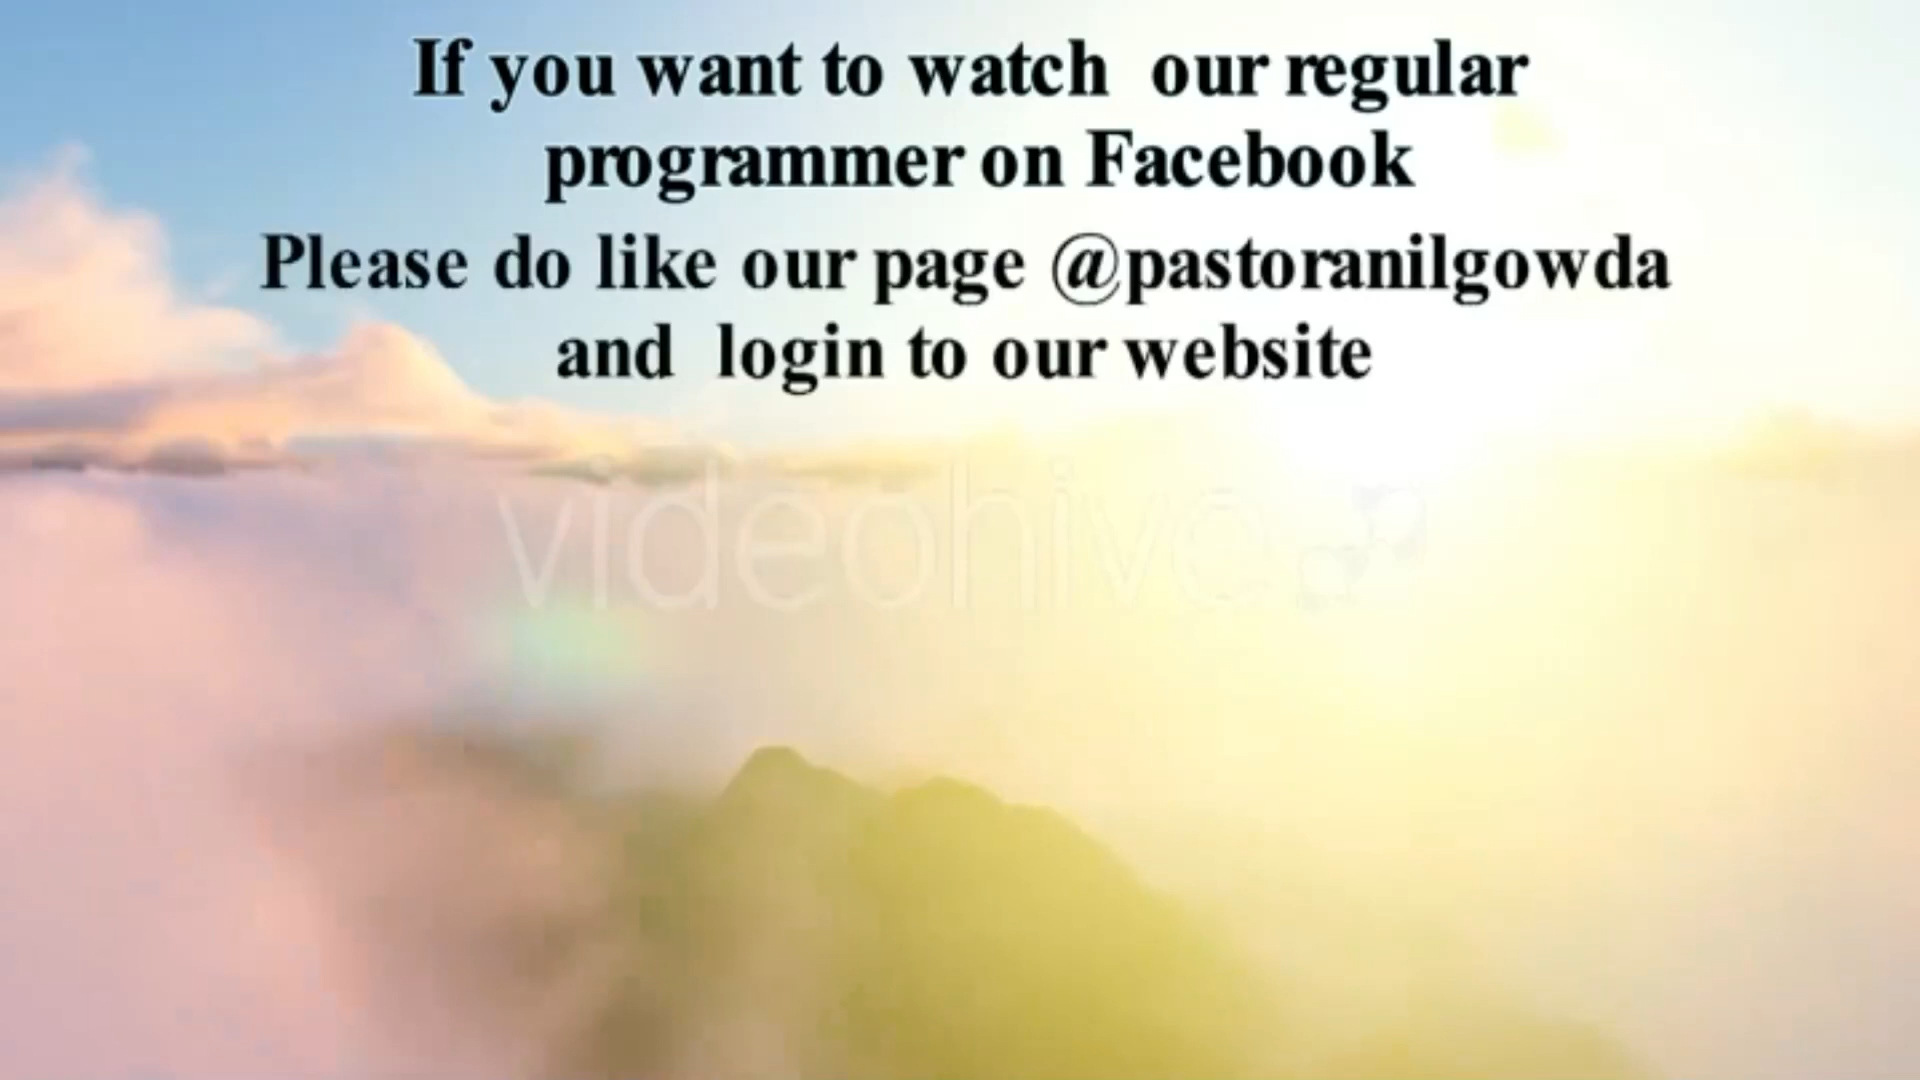 If you want to watch our regular
programmer on Facebook
Please do like our page @pastoranilgowda
and login to our website
videohive